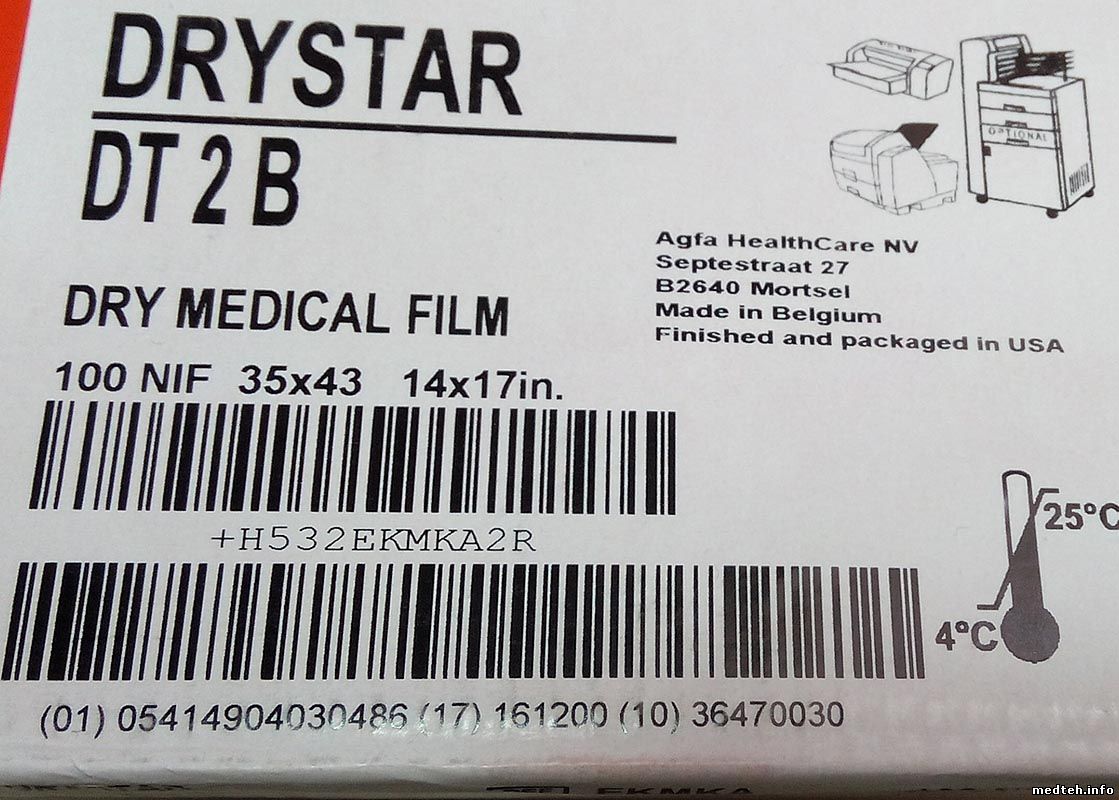 DRYSTAR
DT 2 B
OPTIONAL
Agfa HealthCare NV
Septestraat 27
B2640 Mortsel
Made in Belgium
Finished and packaged in USA
DRY MEDICAL FILM
100 NIF 35x43 14x17in.
+H532EKMKA2R
25°C
4°C
(01) 05414904030486 (17) 161200 (10) 36470030
EKMKA
medteh.info